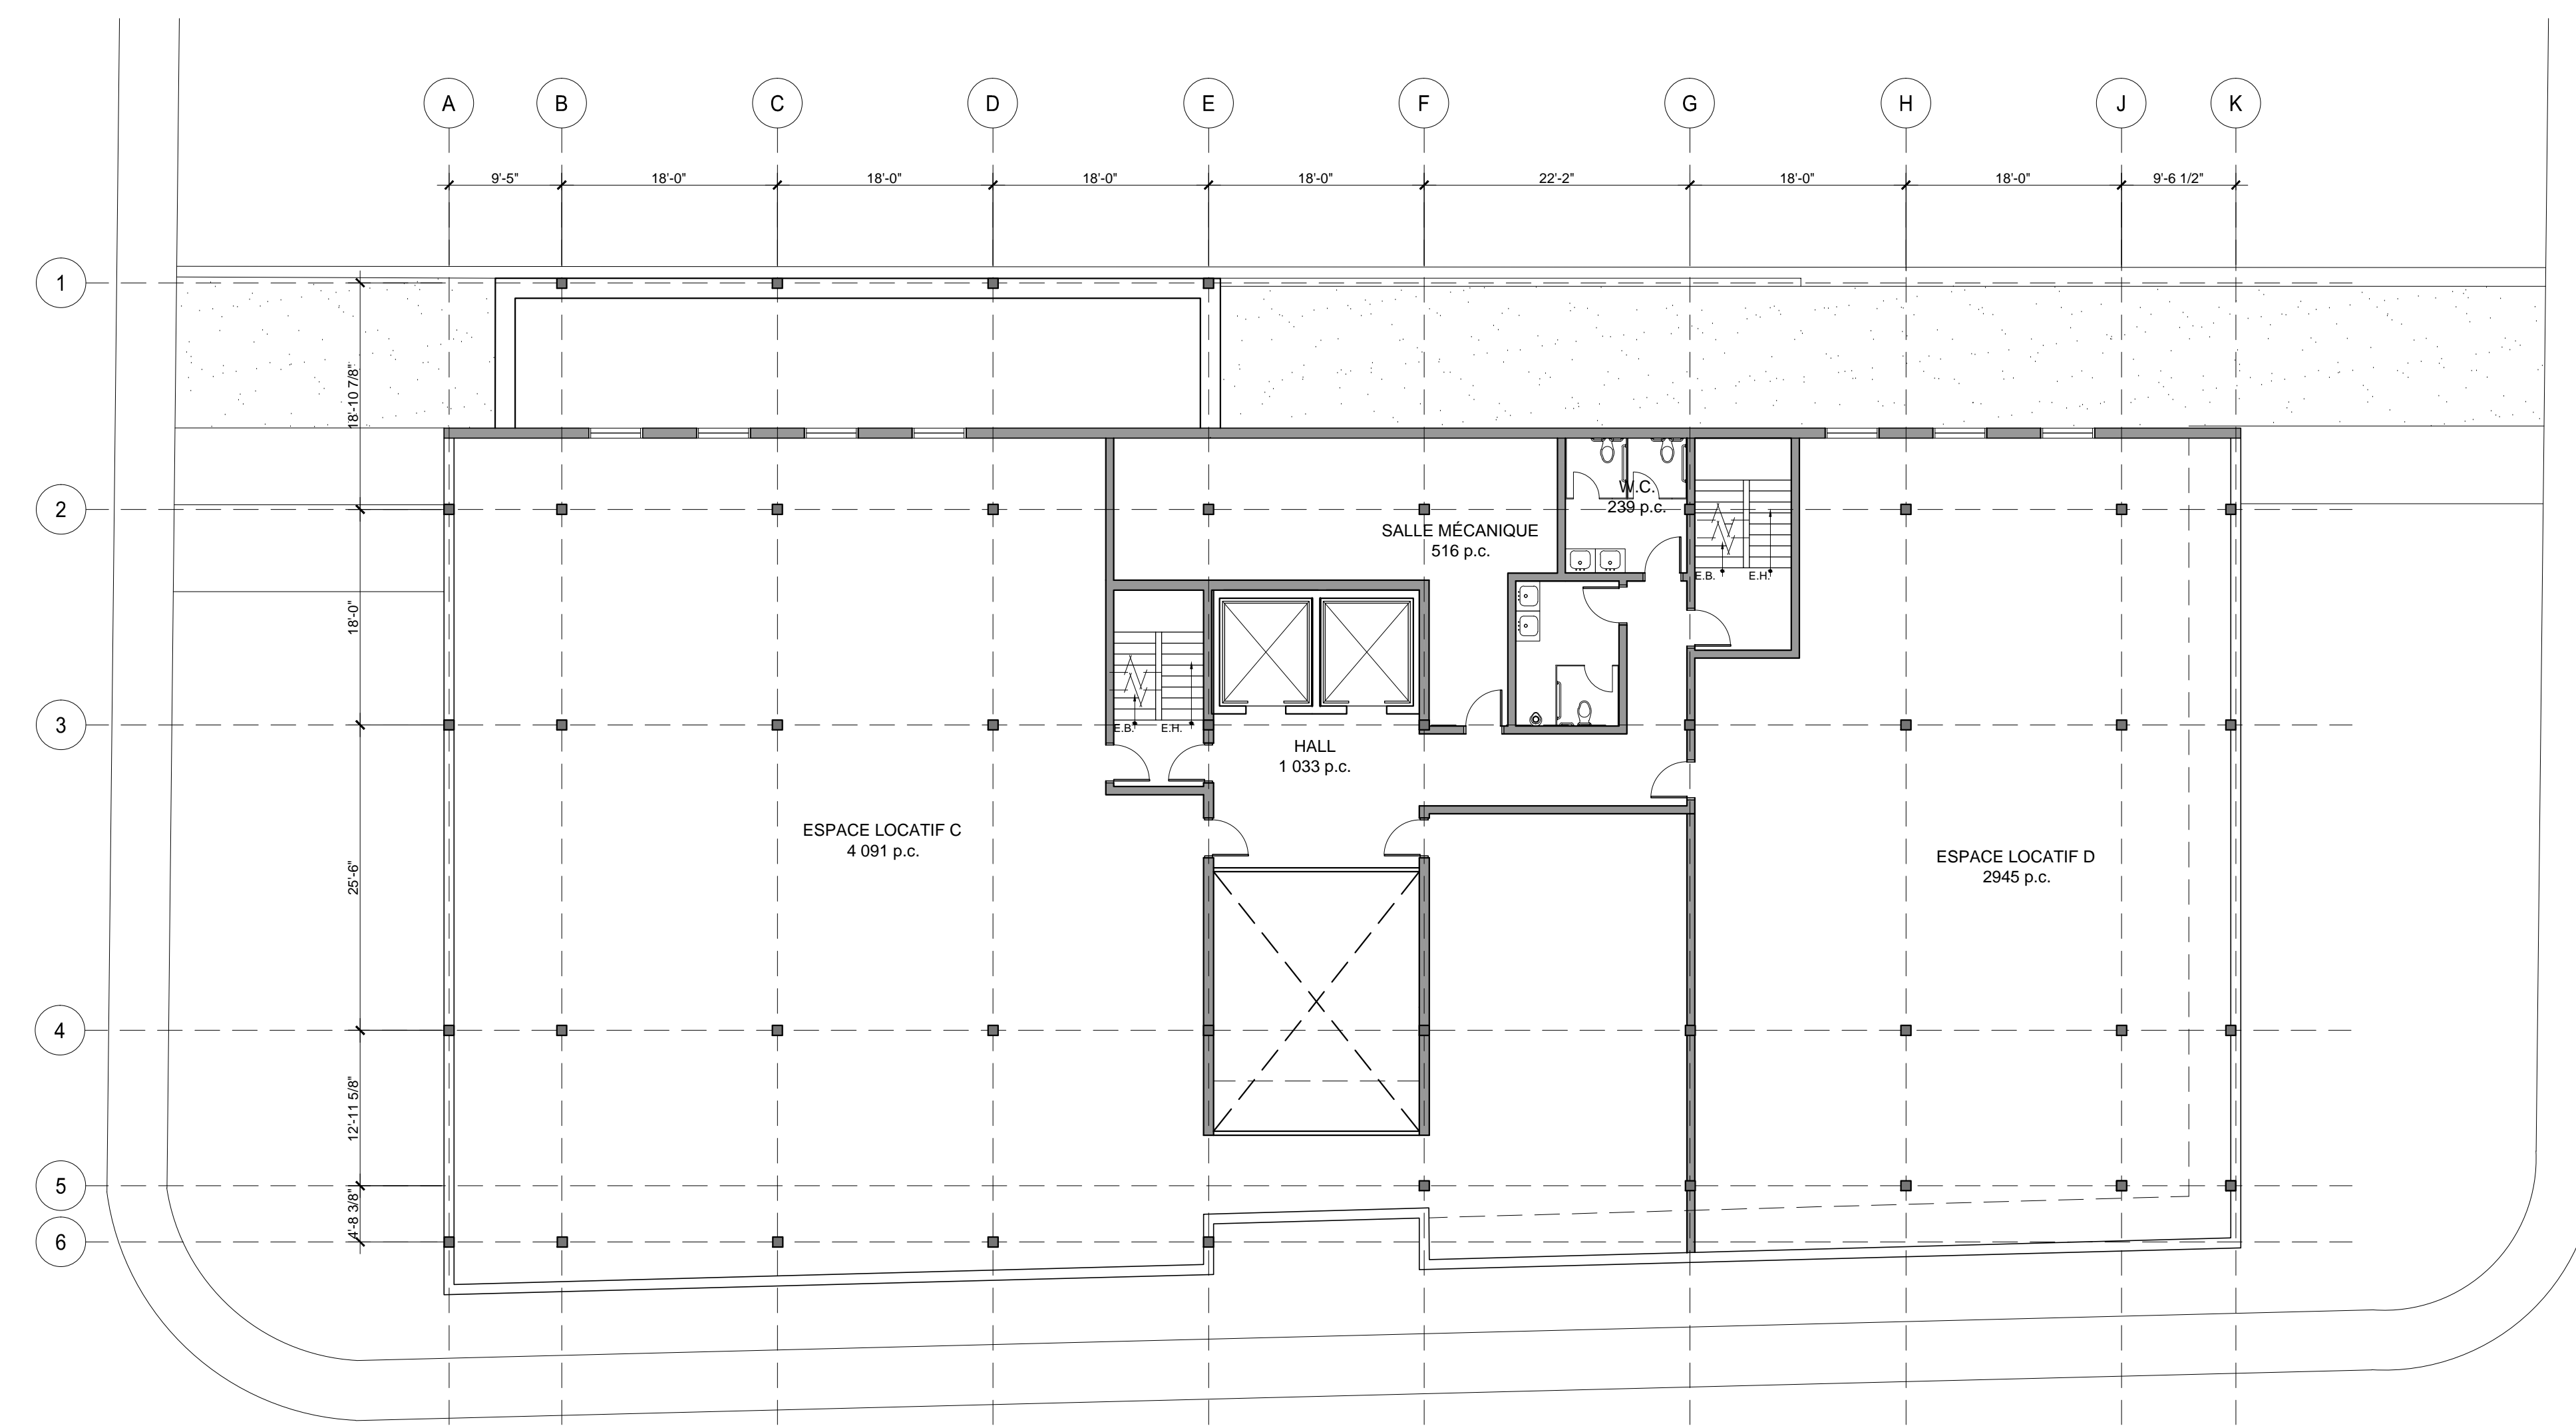 A B C D E F G H J K
9'-5" 18'-0" 18'-0" 18'-0" 18'-0" 22'-2" 18'-0" 18'-0" 9'-6 1/2"
1
18'-10 7/8"
2
W.C.
239 p.c.
SALLE MÉCANIQUE
516 p.c.
E.B. E.H.
18'-0"
3
E.B. E.H.
HALL
1 033 p.c.
ESPACE LOCATIF C
4 091 p.c.
ESPACE LOCATIF D
2945 p.c.
25'-6"
4
12'-11 5/8"
5
4'-8 3/8"
6